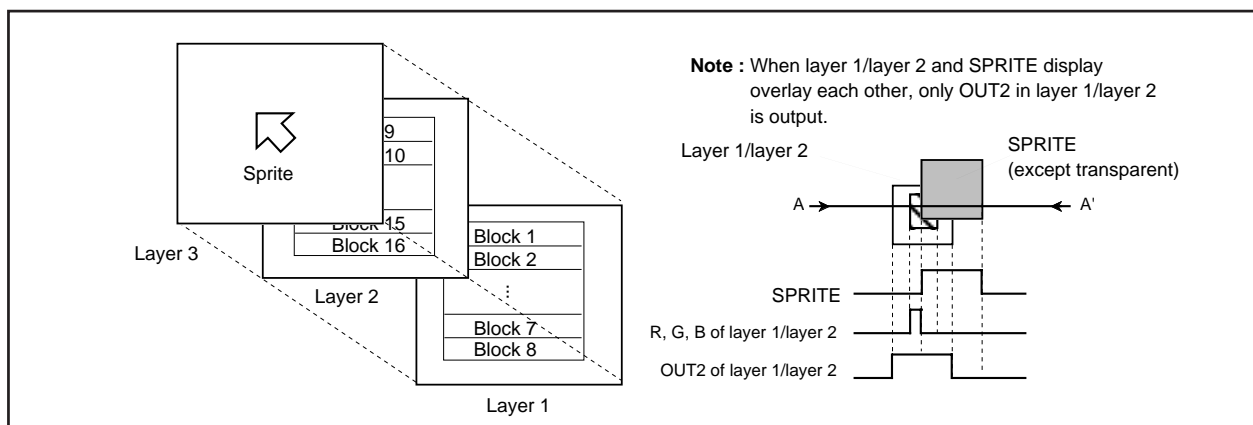 Sprite
Layer 3
9
10
Block 15
Block 16
Layer 2
Block 1
Block 2
⋮
Block 7
Block 8
Layer 1
Note : When layer 1/layer 2 and SPRITE display
overlay each other, only OUT2 in layer 1/layer 2
is output.
Layer 1/layer 2
SPRITE
(except transparent)
A
A'
SPRITE
R, G, B of layer 1/layer 2
OUT2 of layer 1/layer 2